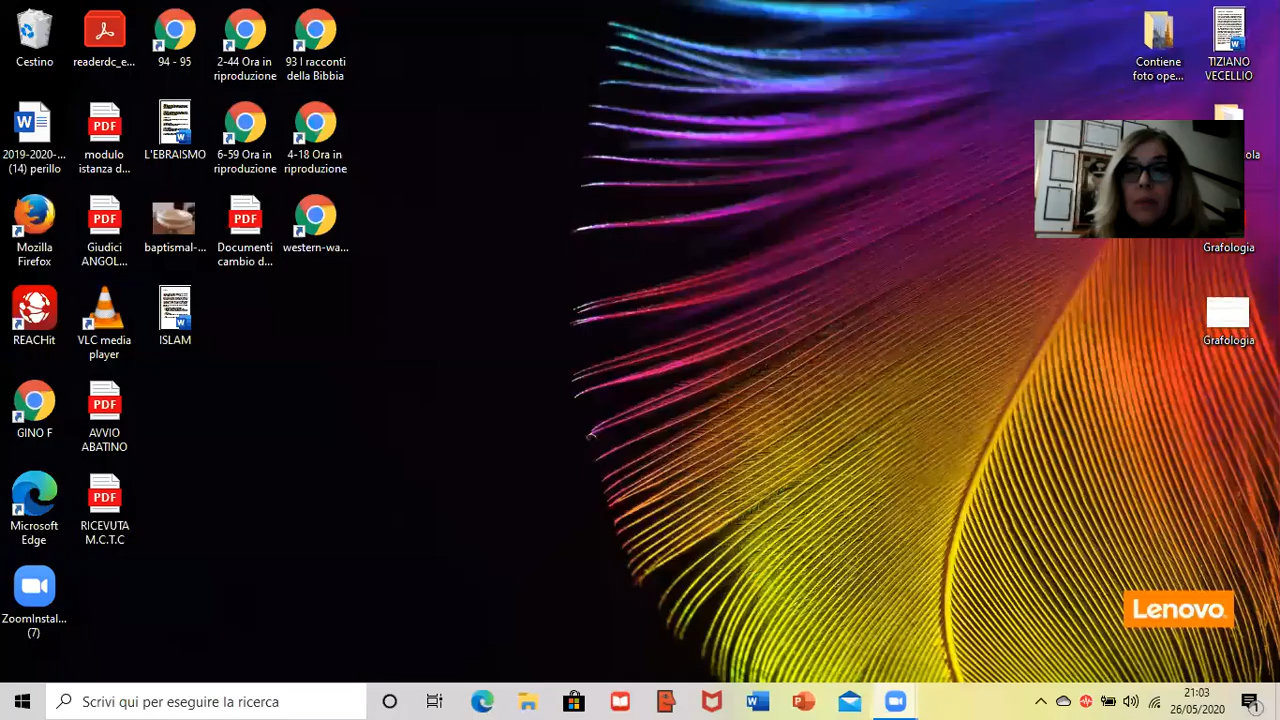 Cestino
readerdc_e...
94 - 95
2-44 Ora in
riproduzione
93 I racconti
della Bibbia
Contiene
foto ope...
TIZIANO
VECELLIO
2019-2020-...
(14) perillo
PDF
modulo
istanza d...
L'EBRAISMO
6-59 Ora in
riproduzione
4-18 Ora in
riproduzione
ola
Mozilla
Firefox
PDF
Giudici
ANGOL...
baptismal-...
PDF
Documenti
cambio d...
western-wa...
Grafologia
REACHit
VLC media
player
ISLAM
Grafologia
GINO F
PDF
AVVIO
ABATINO
Microsoft
Edge
PDF
RICEVUTA
M.C.T.C
ZoomInstal...
(7)
Lenovo
Scrivi qui per eseguire la ricerca
21:03
26/05/2020
1